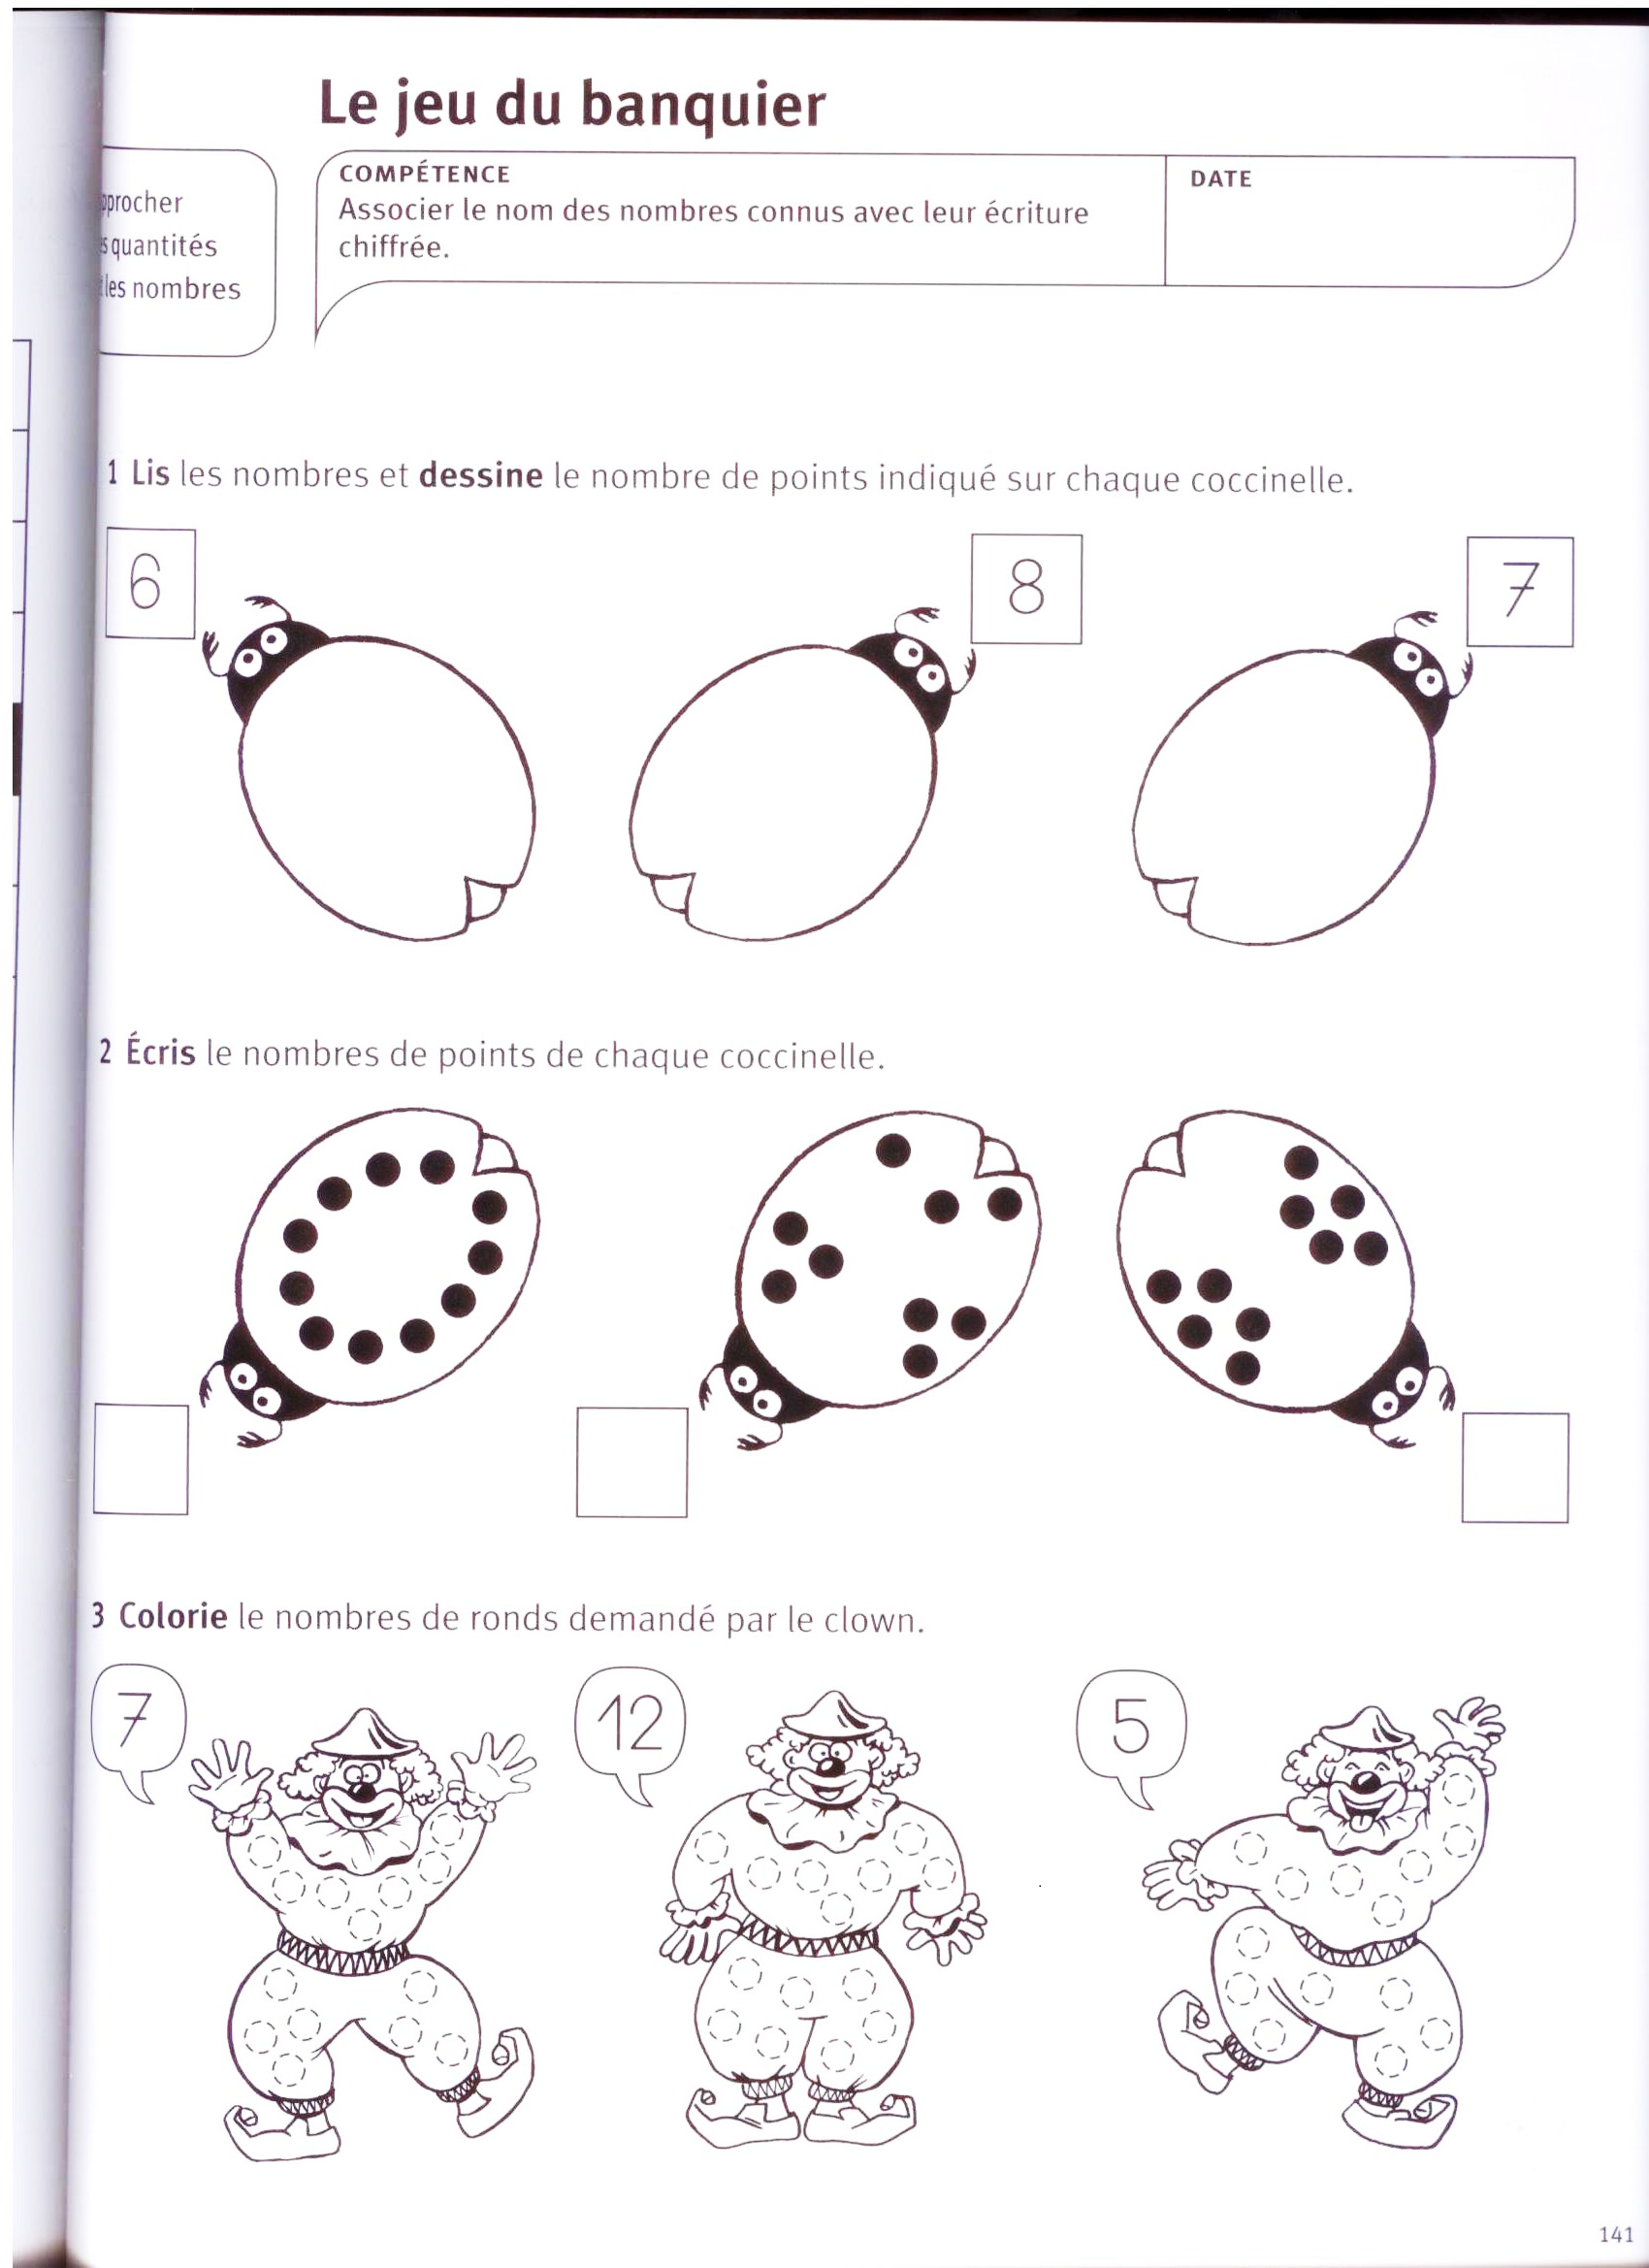 Le jeu du banquier
quantités
les nombres
COMPÉTENCE
Associer le nom des nombres connus avec leur écriture
chiffrée.
DATE
1 Lis les nombres et dessine le nombre de points indiqué sur chaque coccinelle.
6
8
7
2 Écris le nombres de points de chaque coccinelle.
3 Colorie le nombres de ronds demandé par le clown.
7
12
5
141